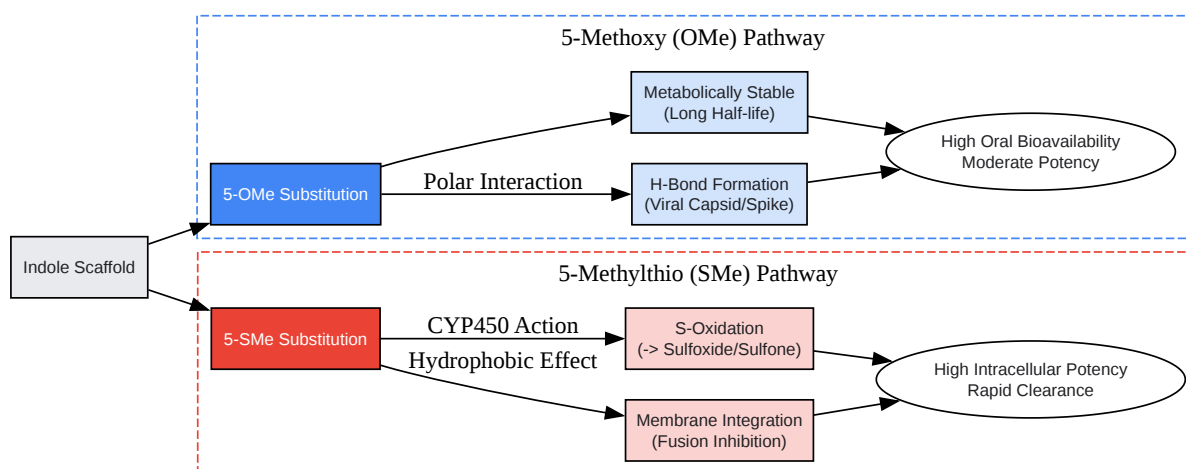 5-Methoxy (OMe) Pathway
Metabolically Stable
(Long Half-life)
High Oral Bioavailability
Moderate Potency
5-OMe Substitution
Polar Interaction
H-Bond Formation
(Viral Capsid/Spike)
Indole Scaffold
5-Methylthio (SMe) Pathway
5-SMe Substitution
CYP450 Action
S-Oxidation
(-> Sulfoxide/Sulfone)
Hydrophobic Effect
High Intracellular Potency
Rapid Clearance
Membrane Integration
(Fusion Inhibition)